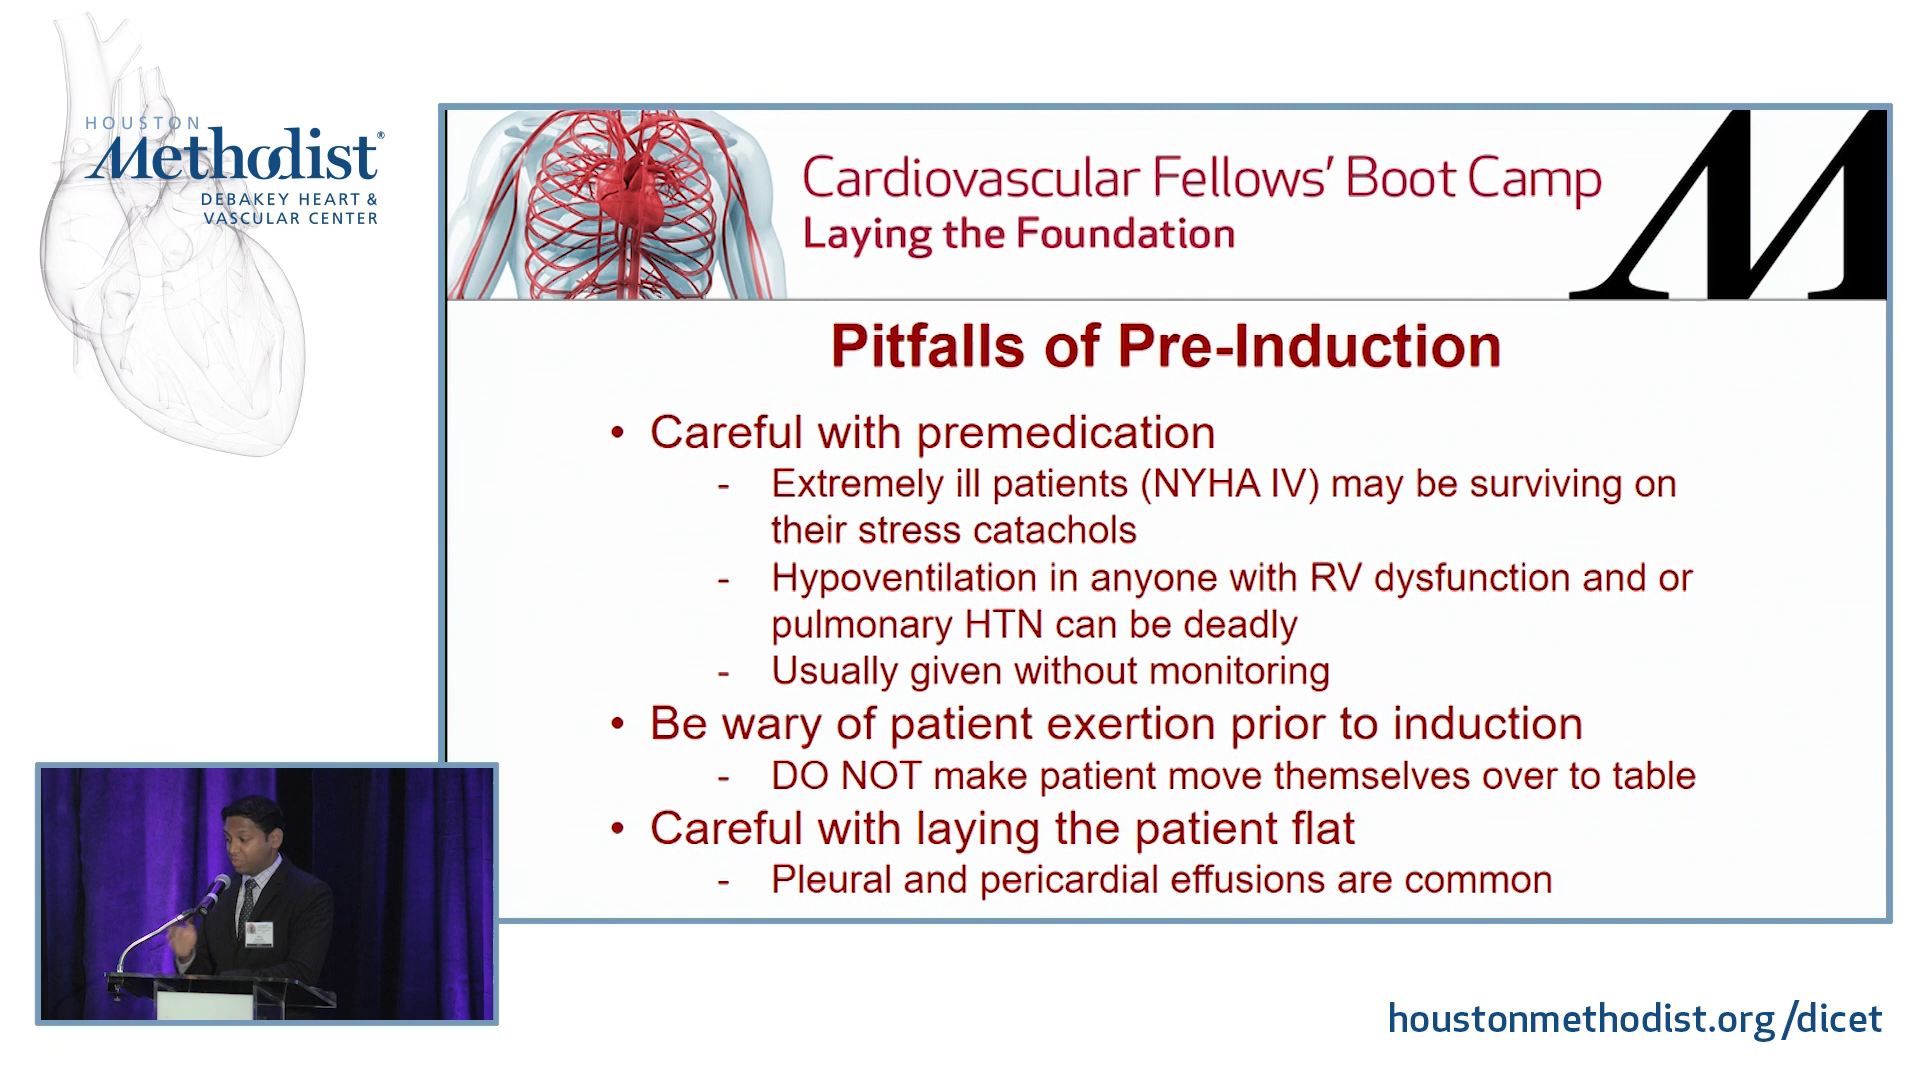 HOUSTON
Methodist®
DEBAKEY HEART &
VASCULAR CENTER
Cardiovascular Fellows' Boot Camp
Laying the Foundation
M
Pitfalls of Pre-Induction
• Careful with premedication
- Extremely ill patients (NYHA IV) may be surviving on
their stress catachols
- Hypoventilation in anyone with RV dysfunction and or
pulmonary HTN can be deadly
- Usually given without monitoring
• Be wary of patient exertion prior to induction
- DO NOT make patient move themselves over to table
• Careful with laying the patient flat
- Pleural and pericardial effusions are common
houstonmethodist.org/dicet